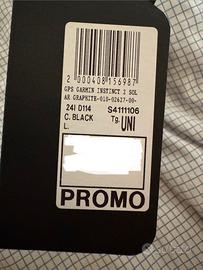 2 000408 156987
GPS GARMIN INSTINCT 2 SOL
AR GRAPHITE-010-02627-00-
24I D114 S4111106
C. BLACK Tg. UNI
L.
PROMO